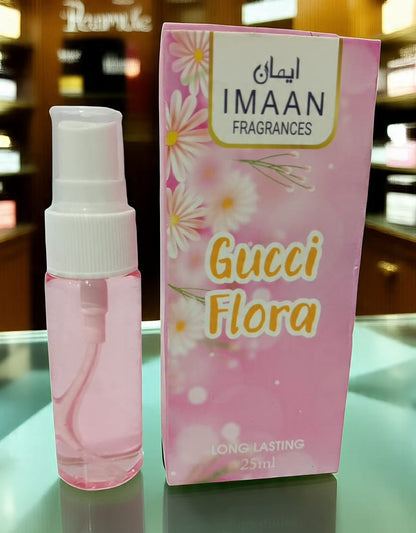 ايمان
IMAAN
FRAGRANCES
Gucci
Flora
LONG LASTING
25ml